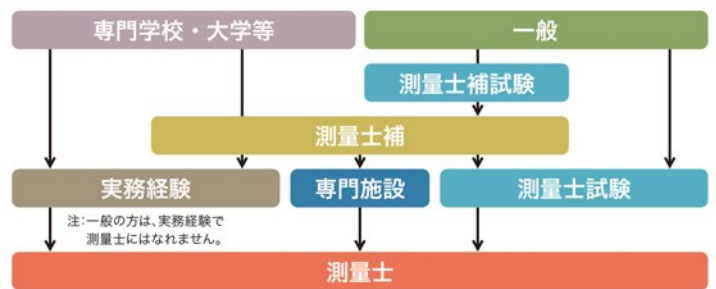 専門学校・大学等
一般
測量士補試験
測量士補
実務経験
専門施設
測量士試験
注:一般の方は、実務経験で
測量士にはなれません。
測量士